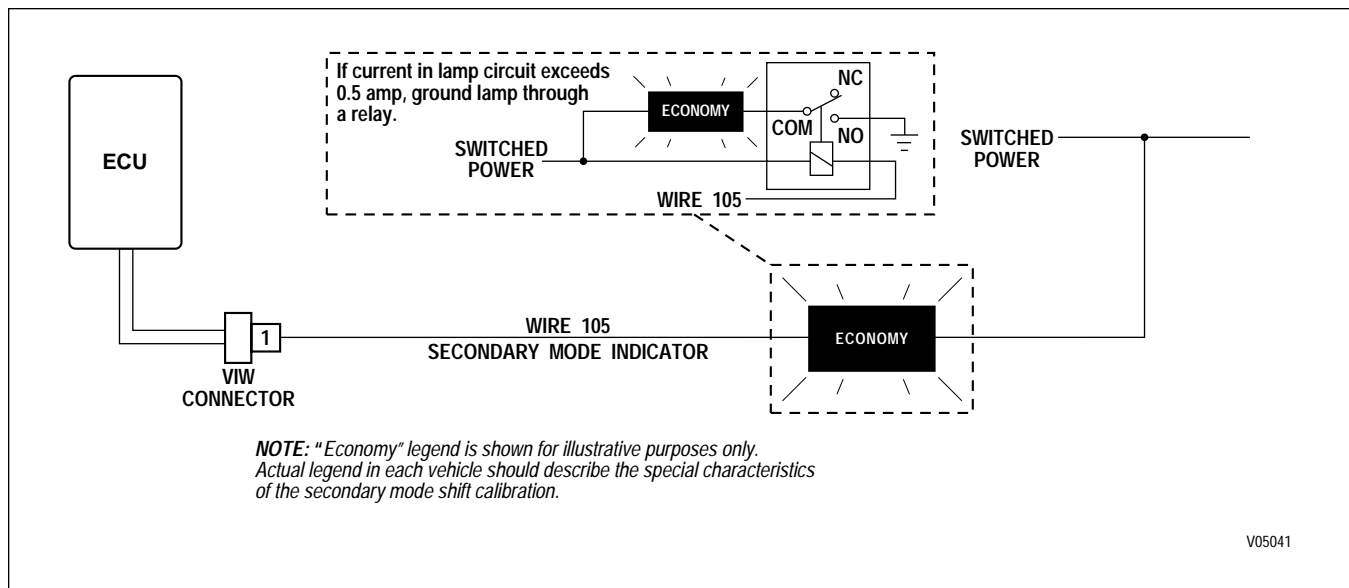 If current in lamp circuit exceeds
0.5 amp, ground lamp through
a relay.
ECONOMY
NC
COM
NO
SWITCHED
POWER
WIRE 105
SWITCHED
POWER
ECU
1
VIW
CONNECTOR
WIRE 105
SECONDARY MODE INDICATOR
ECONOMY
NOTE: "Economy" legend is shown for illustrative purposes only.
Actual legend in each vehicle should describe the special characteristics
of the secondary mode shift calibration.
V05041